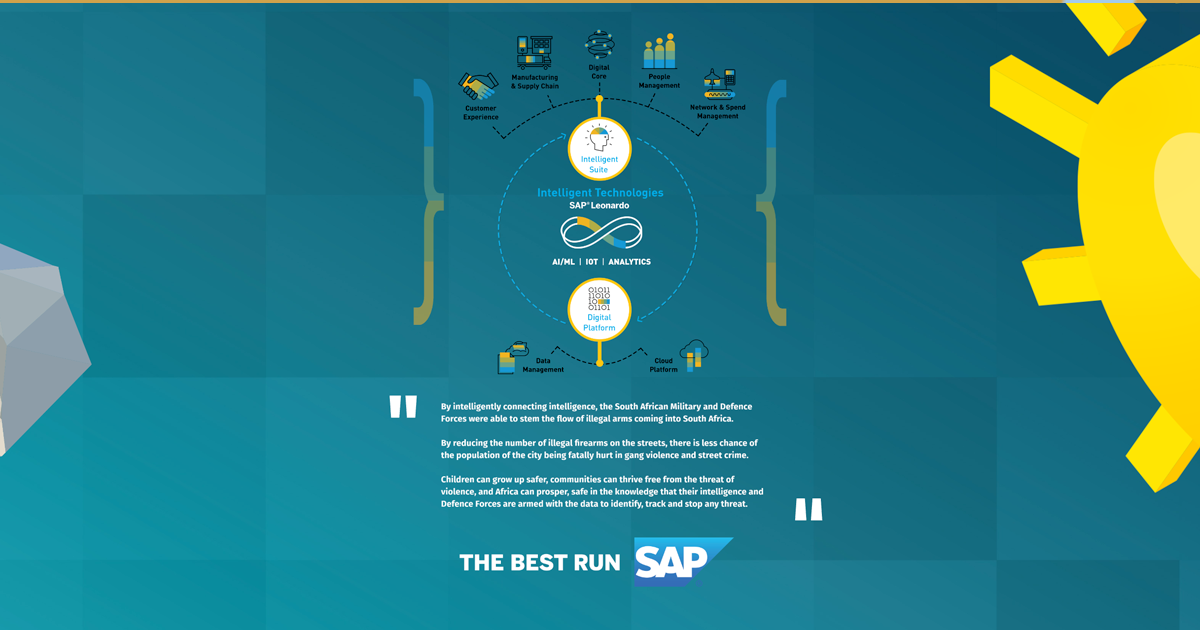 Digital
Core
Manufacturing
& Supply Chain
People
Management
Customer
Experience
Network & Spend
Management
Intelligent
Suite
Intelligent Technologies
SAP® Leonardo
AI/ML | IOT | ANALYTICS
01011
11010
10
01101
Digital
Platform
Data
Management
Cloud
Platform
"
By intelligently connecting intelligence, the South African Military and Defence
Forces were able to stem the flow of illegal arms coming into South Africa.
By reducing the number of illegal firearms on the streets, there is less chance of
the population of the city being fatally hurt in gang violence and street crime.
Children can grow up safer, communities can thrive free from the threat of
violence, and Africa can prosper, safe in the knowledge that their intelligence and
Defence Forces are armed with the data to identify, track and stop any threat.
"
THE BEST RUN SAP